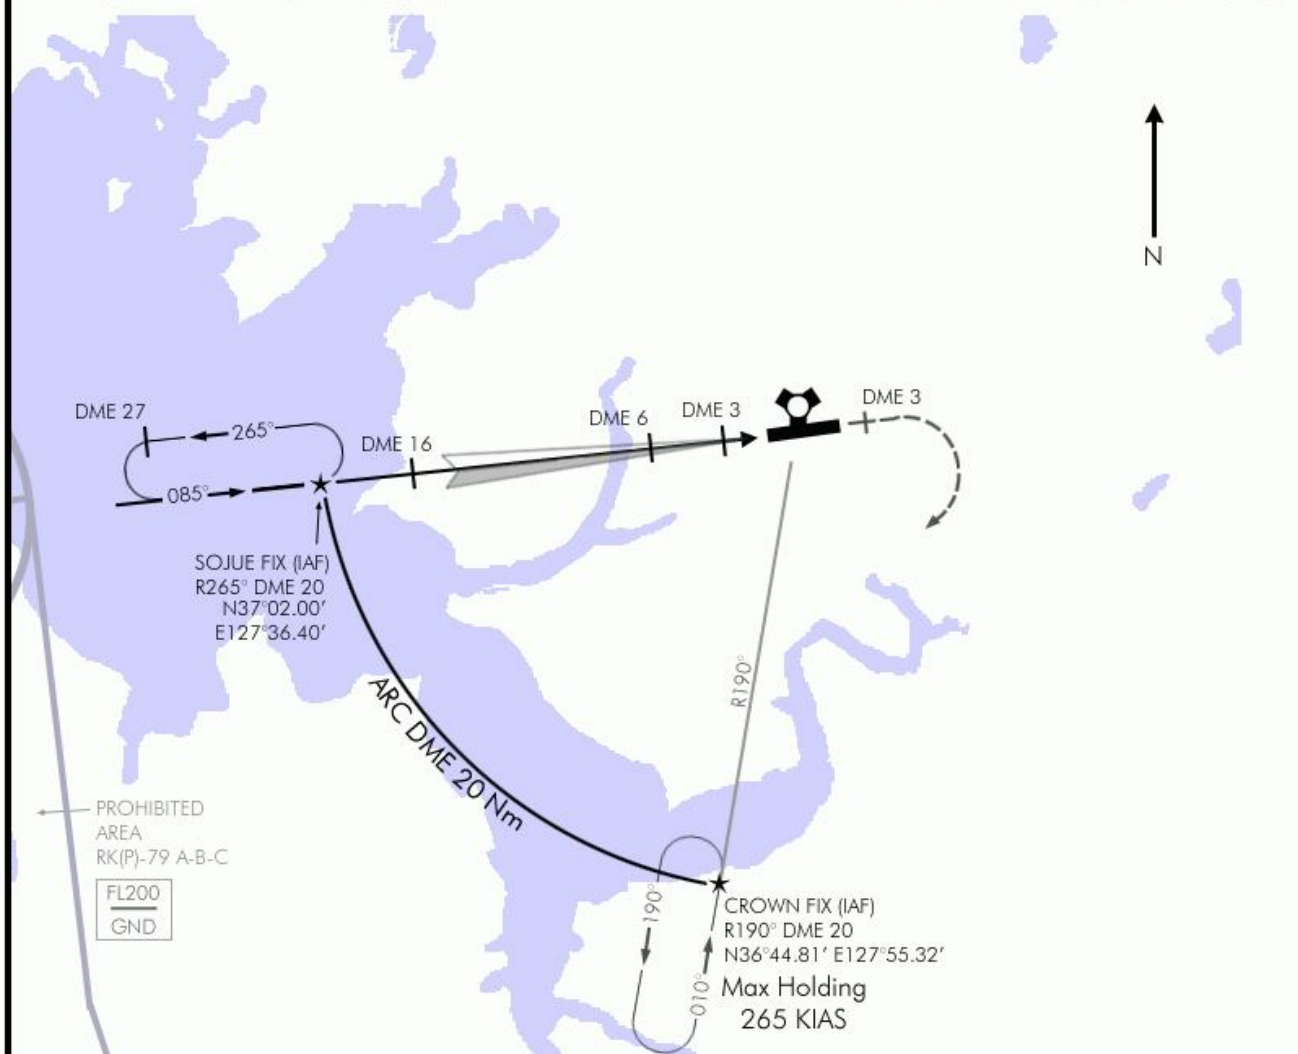 N
DME 3
DME 27
265°
DME 6
DME 3
DME 16
085°
SOJUE FIX (IAF)
R265° DME 20
N37°02.00'
E127°36.40'
R190°
ARC DME 20 Nm
PROHIBITED
AREA
RK(P)-79 A-B-C
FL200
GND
190°
010°
CROWN FIX (IAF)
R190° DME 20
N36°44.81' E127°55.32'
Max Holding
265 KIAS